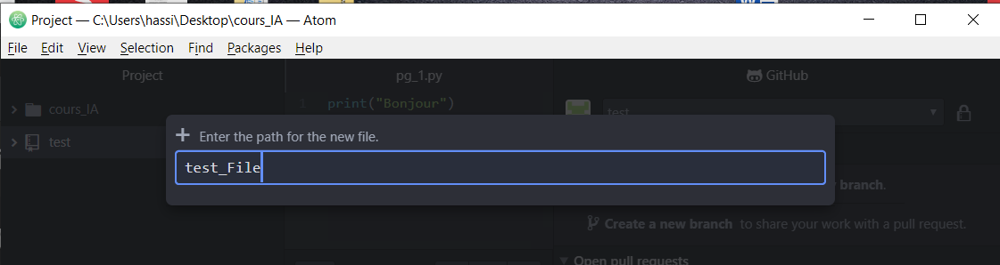 Project — C:\Users\hassi\Desktop\cours_IA — Atom
File Edit View Selection Find Packages Help
Project
pg_1.py
GitHub
1 print("Bonjour")
cours_IA
test
test
Enter the path for the new file.
test_File
branch.
Create a new branch to share your work with a pull request.
Open pull requests